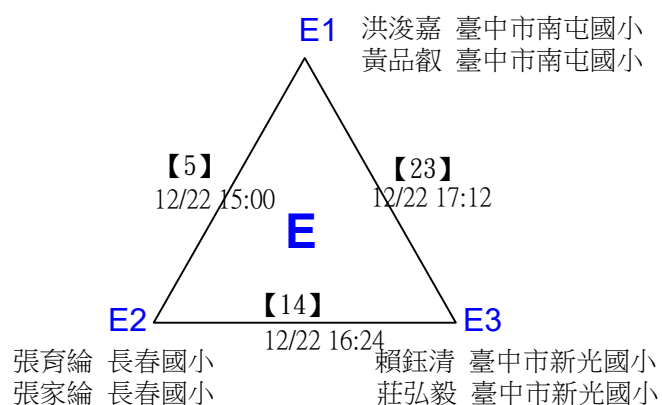 E1 洪浚嘉 臺中市南屯國小
黃品叡 臺中市南屯國小
【5】 【23】
12/22 15:00 12/22 17:12
E
【14】
E2 E3
12/22 16:24
張育綸 長春國小 賴鈺清 臺中市新光國小
張家綸 長春國小 莊弘毅 臺中市新光國小